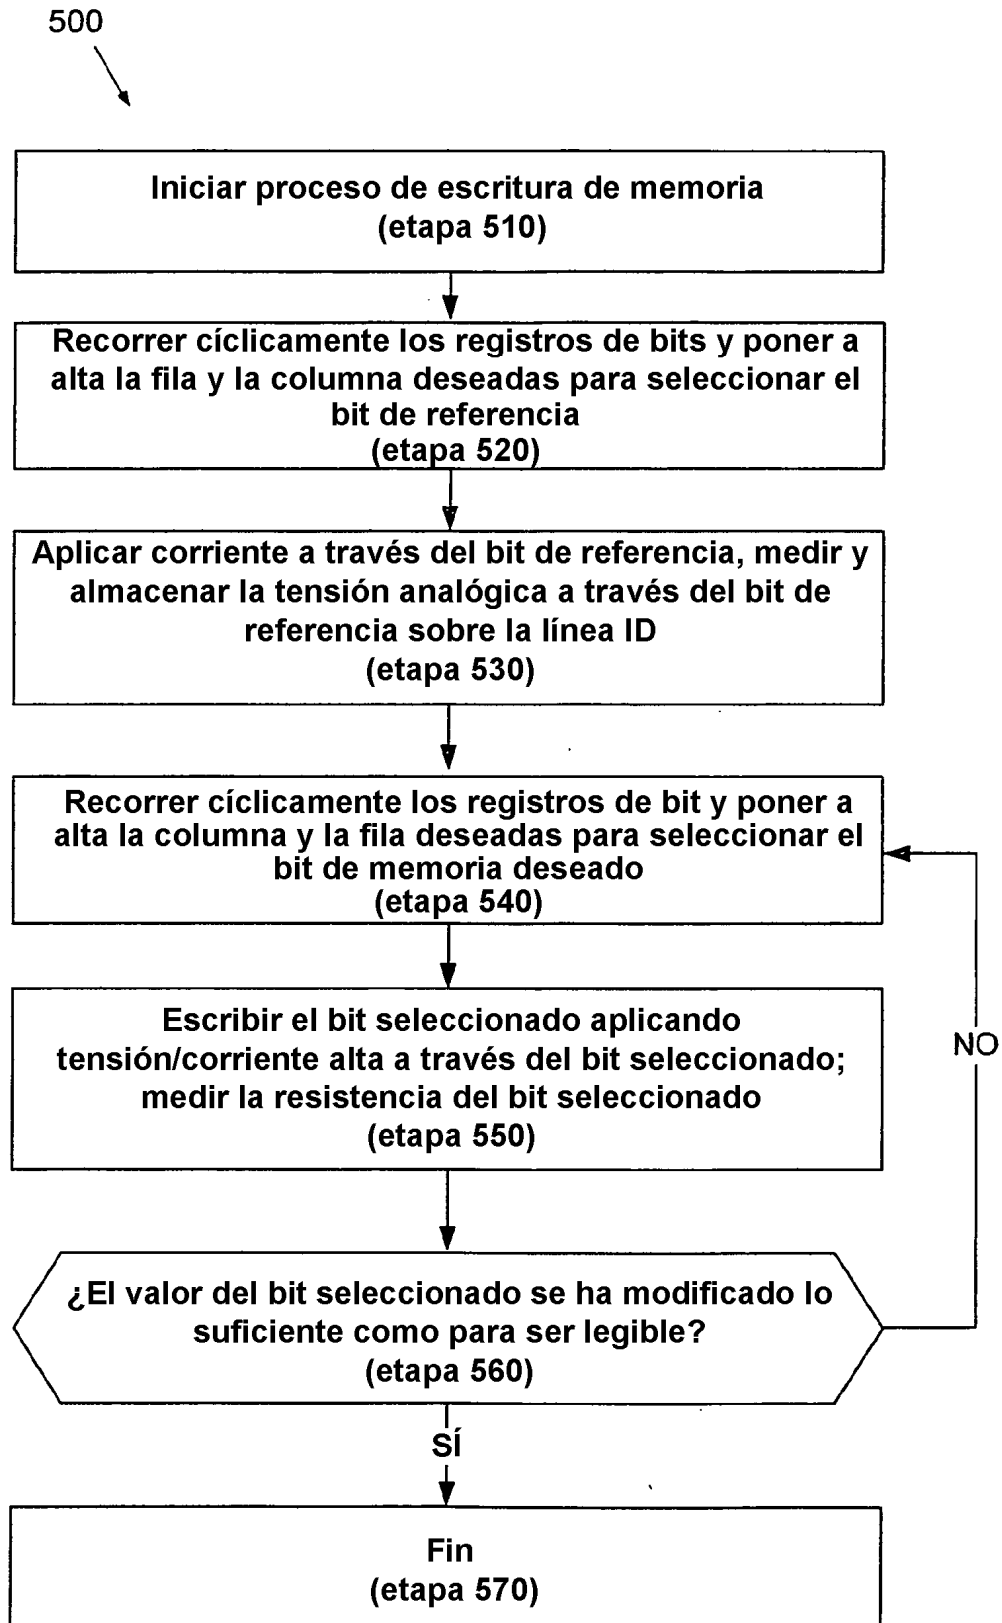 500
Iniciar proceso de escritura de memoria
(etapa 510)
Recorrer cíclicamente los registros de bits y poner a
alta la fila y la columna deseadas para seleccionar el
bit de referencia
(etapa 520)
Aplicar corriente a través del bit de referencia, medir y
almacenar la tensión analógica a través del bit de
referencia sobre la línea ID
(etapa 530)
Recorrer cíclicamente los registros de bit y poner a
alta la columna y la fila deseadas para seleccionar el
bit de memoria deseado
(etapa 540)
Escribir el bit seleccionado aplicando
tensión/corriente alta a través del bit seleccionado;
medir la resistencia del bit seleccionado
(etapa 550)
NO
¿El valor del bit seleccionado se ha modificado lo
suficiente como para ser legible?
(etapa 560)
SÍ
Fin
(etapa 570)